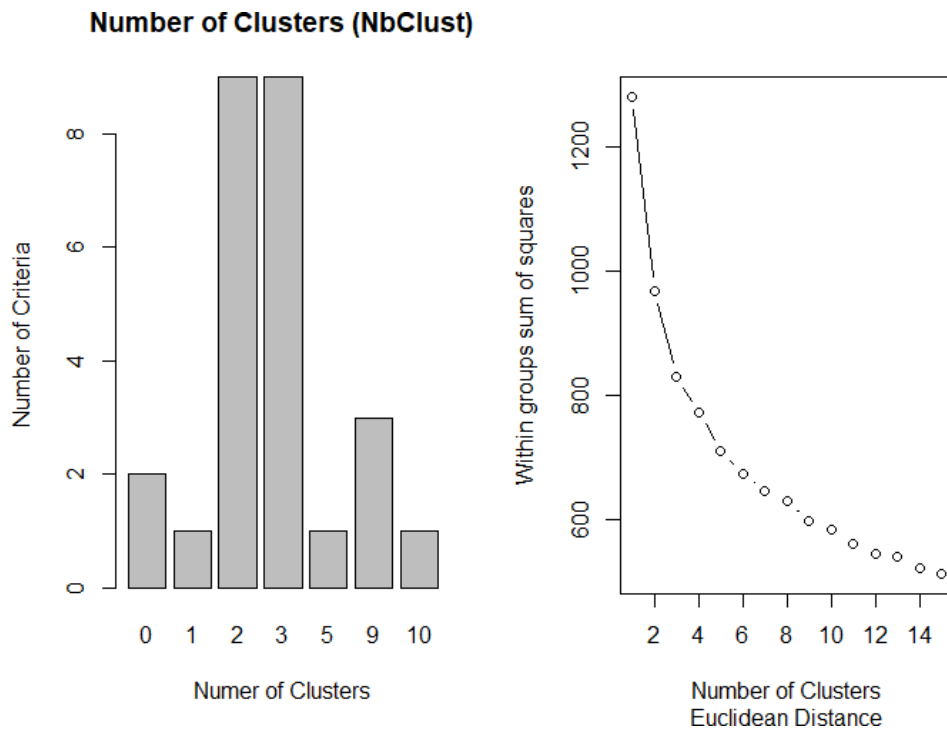 Number of Clusters (NbClust)
Number of Criteria
8
6
4
2
0
0 1 2 3 5 9 10
Numer of Clusters
Within groups sum of squares
1200
1000
800
600
2 4 6 8 10 12 14
Number of Clusters
Euclidean Distance